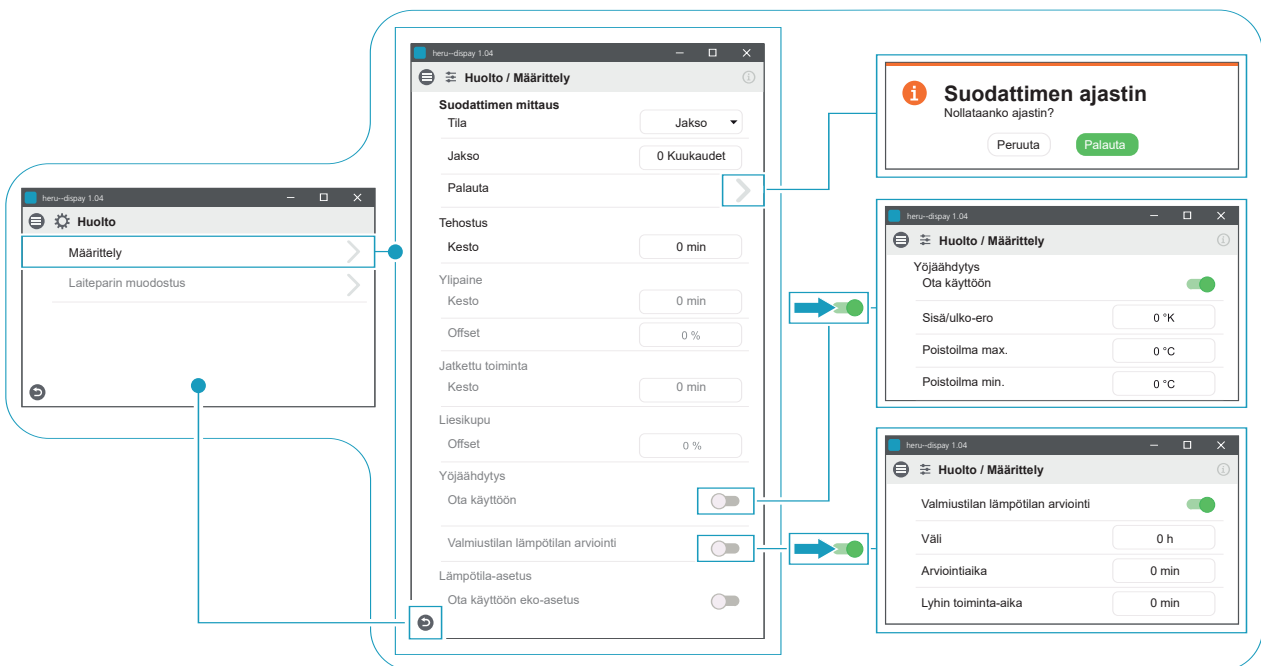 heru--dispay 1.04
Huolto
Määrittely
Laiteparin muodostus
heru--dispay 1.04
Huolto / Määrittely
Suodattimen mittaus
Tila Jakso
Jakso 0 Kuukaudet
Palauta
Tehostus
Kesto 0 min
Ylipaine
Kesto 0 min
Offset 0 %
Jatkettu toiminta
Kesto 0 min
Liesikupu
Offset 0 %
Yöjäähdytys
Ota käyttöön
Valmiustilan lämpötilan arviointi
Lämpötila-asetus
Ota käyttöön eko-asetus
Suodattimen ajastin
Nollataanko ajastin?
Peruuta Palauta
heru--dispay 1.04
Huolto / Määrittely
Yöjäähdytys
Ota käyttöön
Sisä/ulko-ero 0 °K
Poistoilma max. 0 °C
Poistoilma min. 0 °C
heru--dispay 1.04
Huolto / Määrittely
Valmiustilan lämpötilan arviointi
Väli 0 h
Arviointiaika 0 min
Lyhin toiminta-aika 0 min